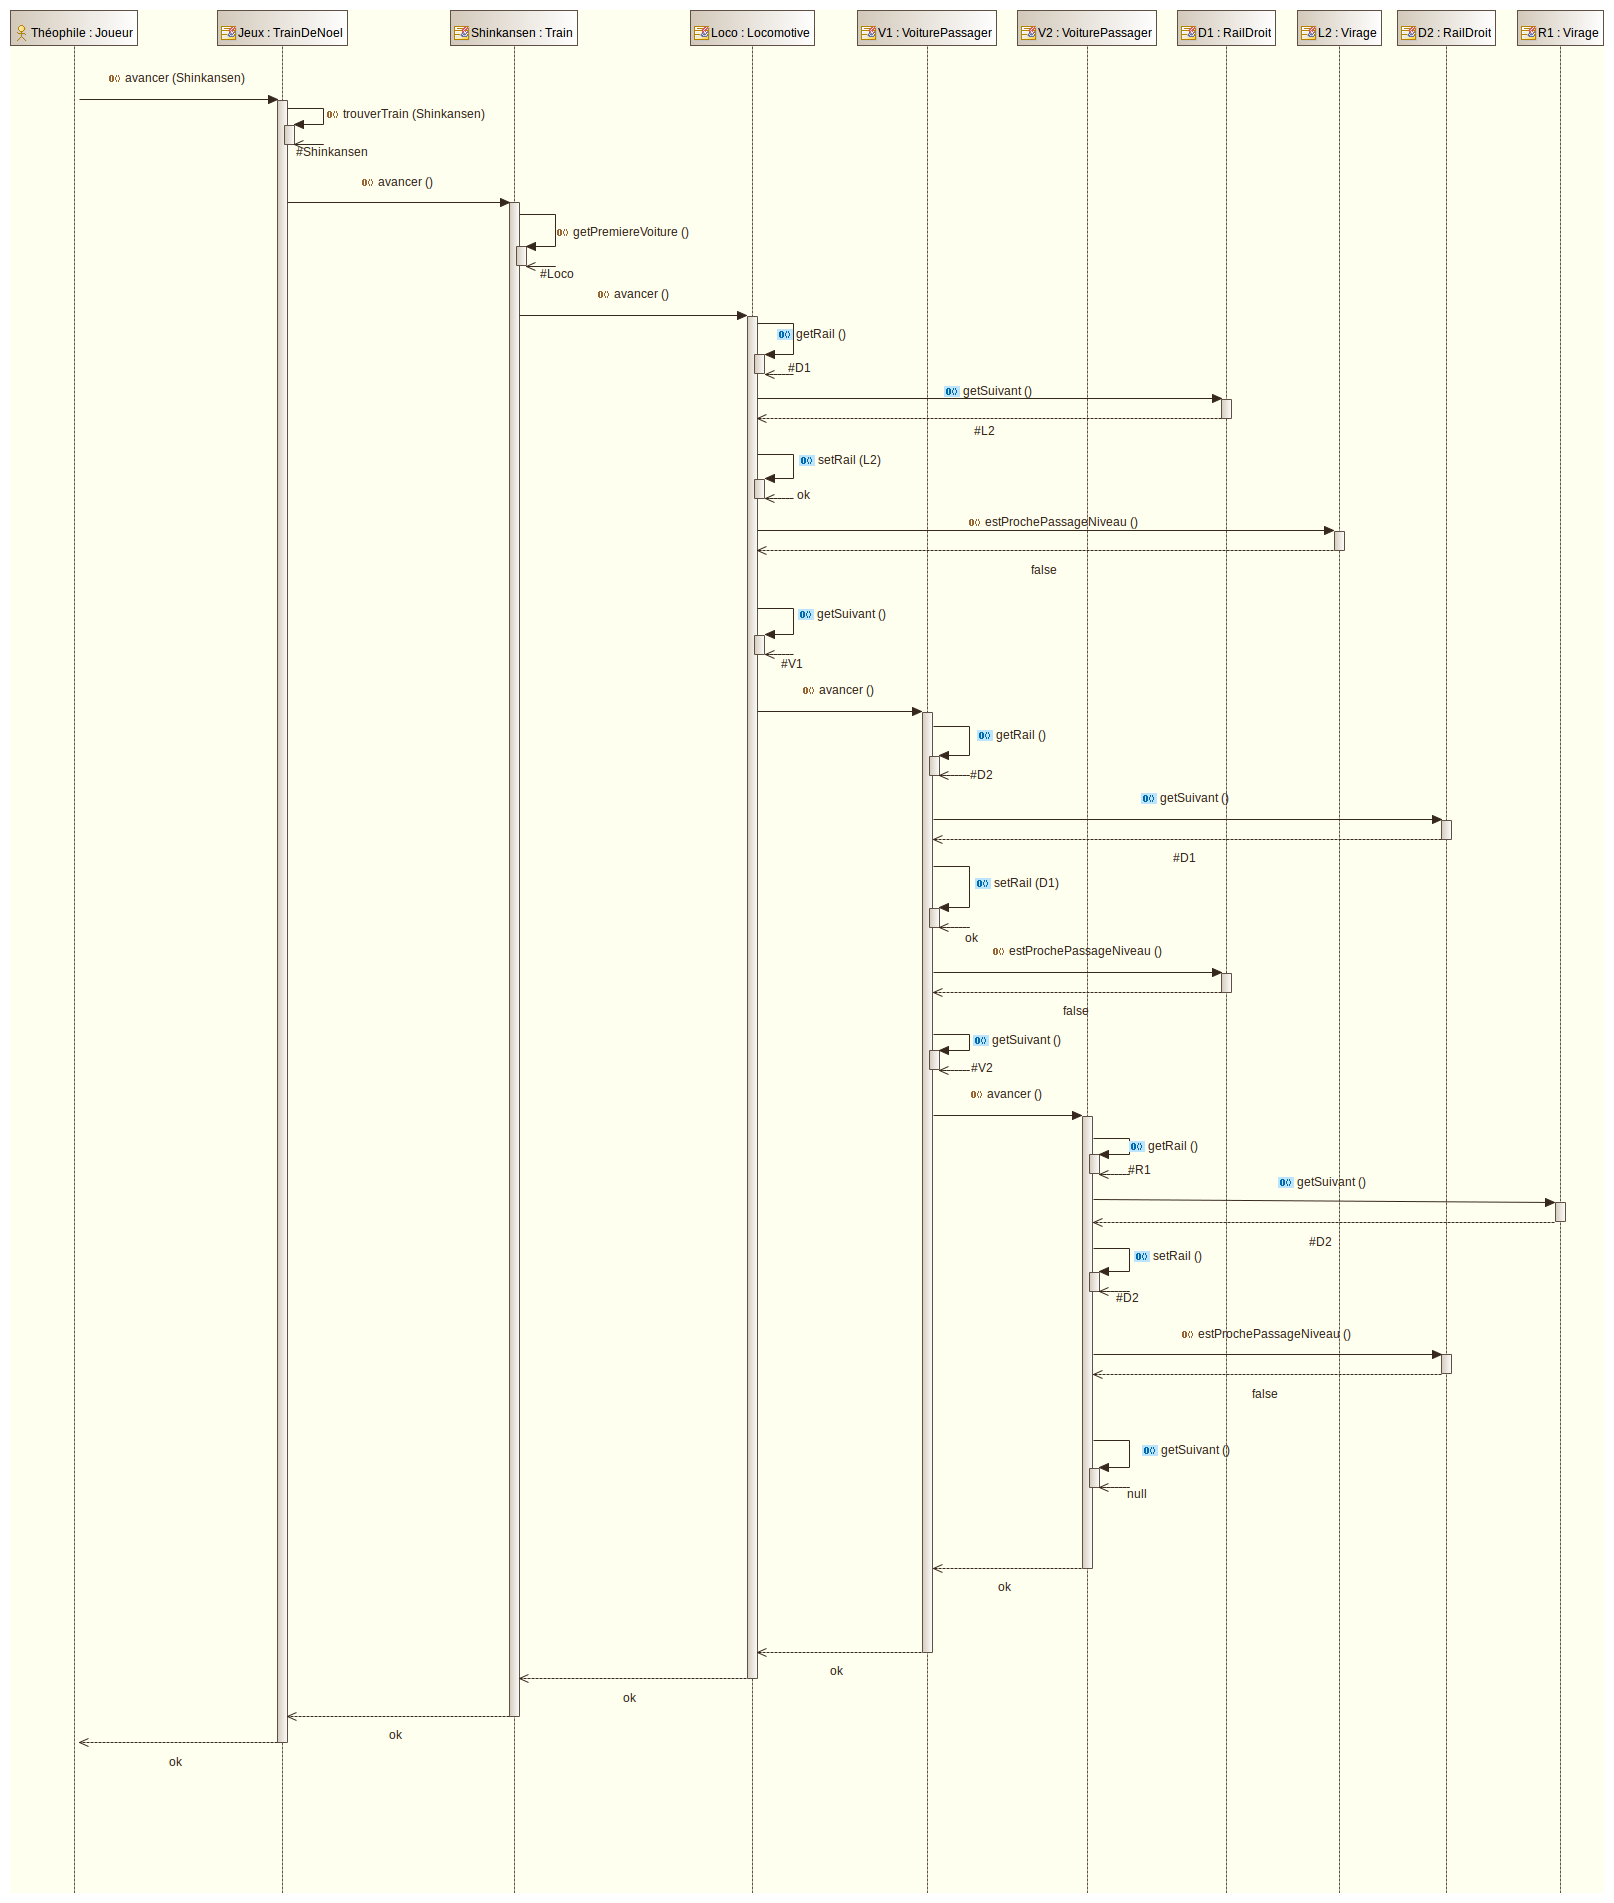 Théophile : Joueur
Jeux : TrainDeNoel
Shinkansen : Train
Loco : Locomotive
V1 : VoiturePassager
V2 : VoiturePassager
D1 : RailDroit
L2 : Virage
D2 : RailDroit
R1 : Virage
avancer (Shinkansen)
trouverTrain (Shinkansen)
#Shinkansen
avancer ()
getPremiereVoiture ()
#Loco
avancer ()
getRail ()
#D1
getSuivant ()
#L2
setRail (L2)
ok
estProchePassageNiveau ()
false
getSuivant ()
#V1
avancer ()
getRail ()
#D2
getSuivant ()
#D1
setRail (D1)
ok
estProchePassageNiveau ()
false
getSuivant ()
#V2
avancer ()
getRail ()
#R1
getSuivant ()
#D2
setRail ()
#D2
estProchePassageNiveau ()
false
getSuivant ()
null
ok
ok
ok
ok
ok